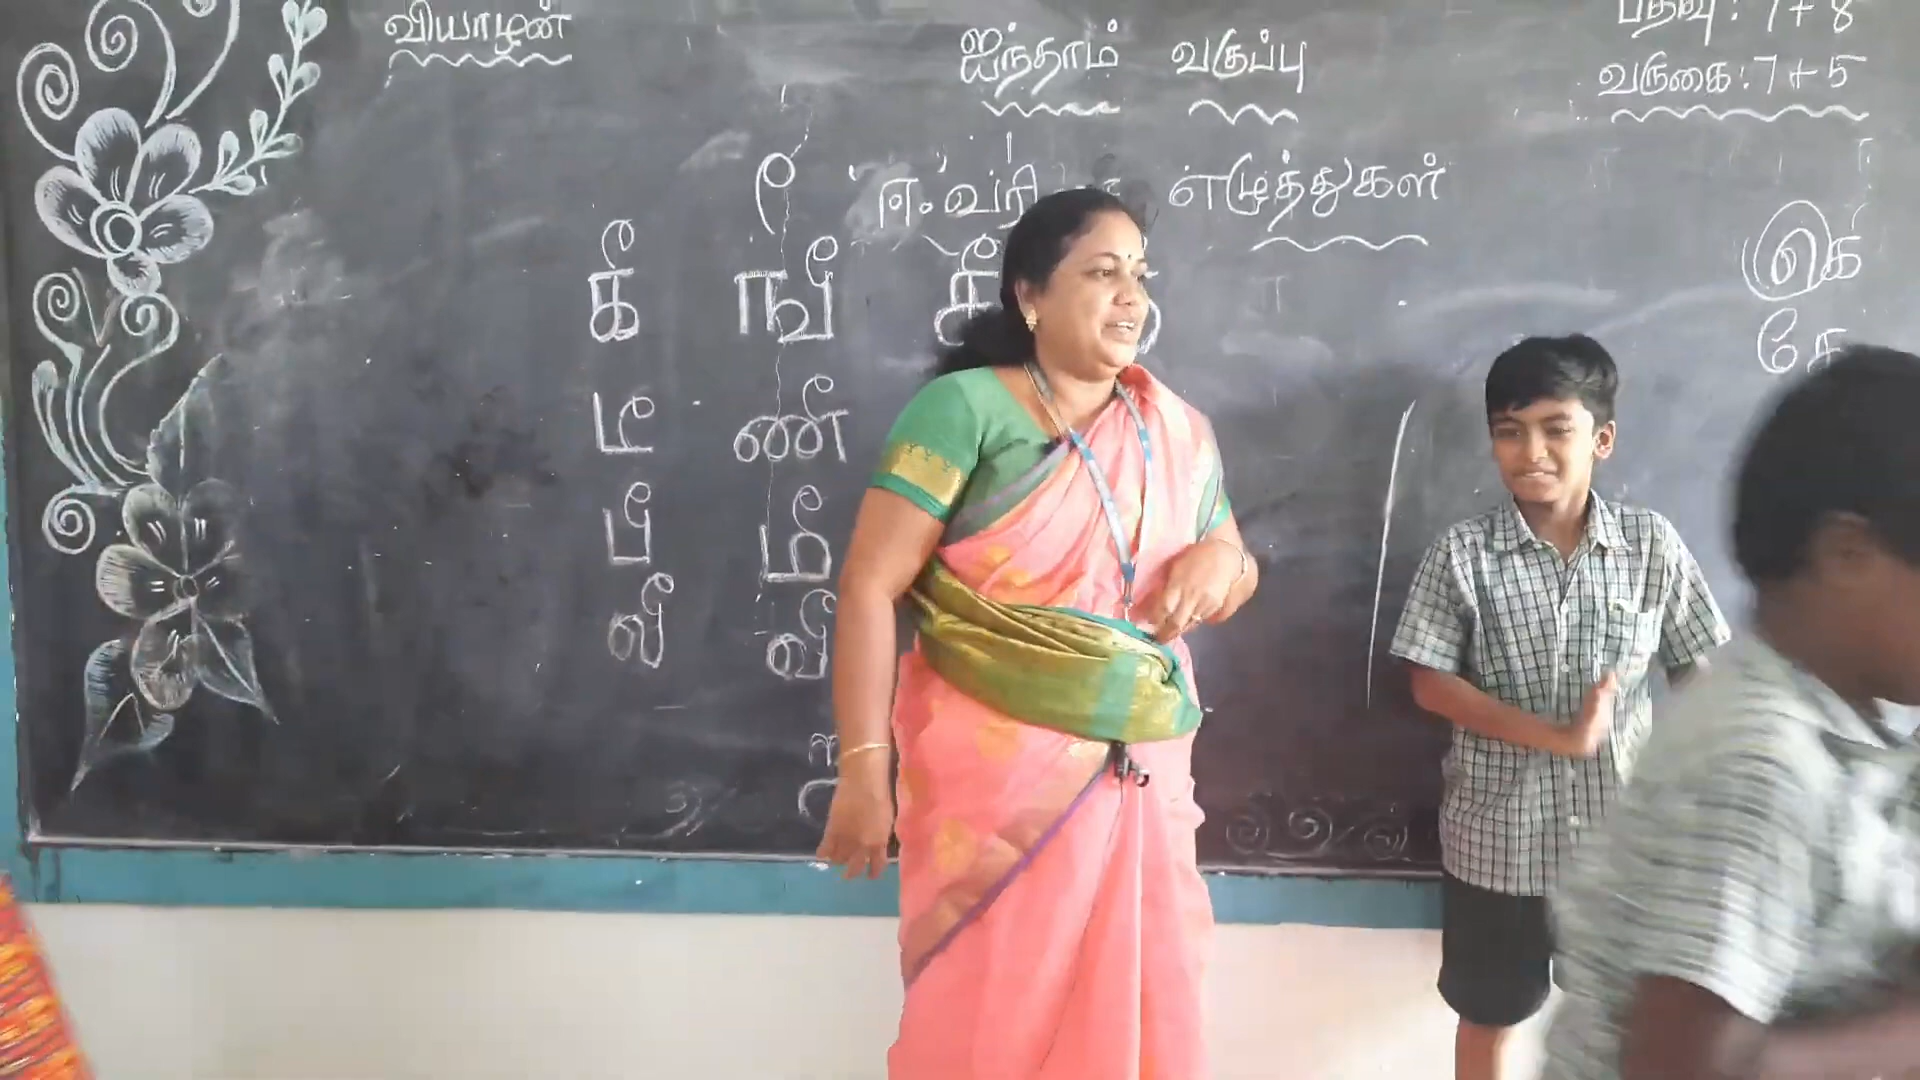 வியாழன்
ஐந்தாம் வகுப்பு
பதிவு: 7+8
வருகை: 7+5
எழுத்துகள்
கீ ஙீ சீ
டீ ணீ
பீ மீ
லீ வீ
கெ